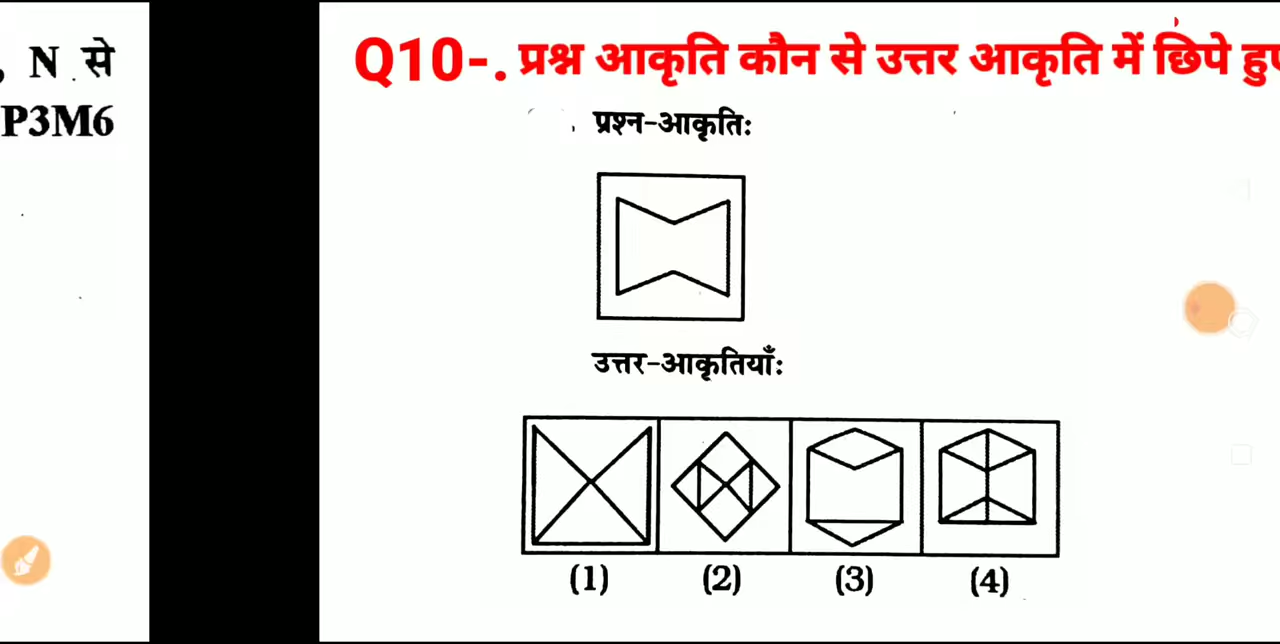 , N से
P3M6
Q10-. प्रश्न आकृति कौन से उत्तर आकृति में छिपे
प्रश्न-आकृतिः
उत्तर-आकृतियाँः
(1) (2) (3) (4)